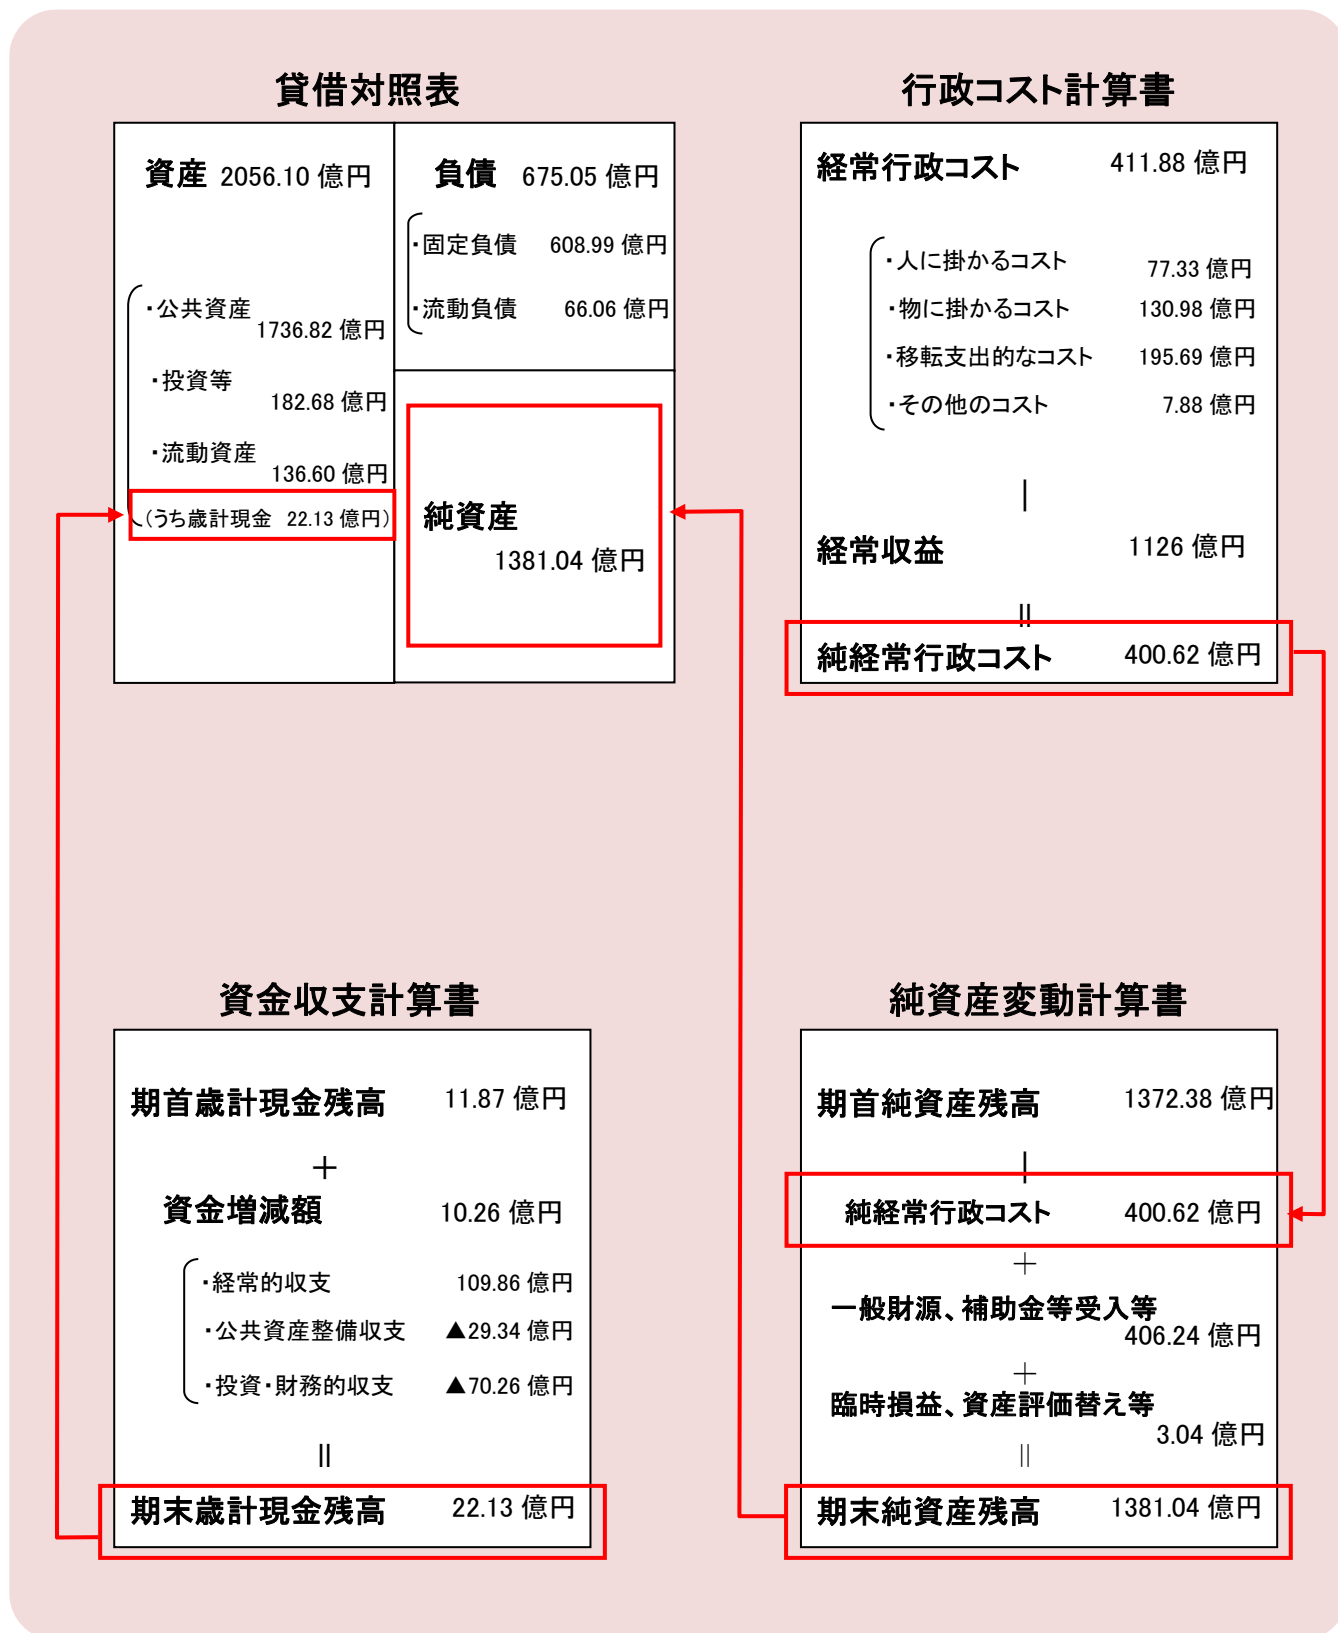 貸借対照表
資産 2056.10 億円
・公共資産
1736.82 億円
・投資等
182.68 億円
・流動資産
136.60 億円
(うち歳計現金 22.13 億円)
負債 675.05 億円
・固定負債 608.99 億円
・流動負債 66.06 億円
純資産
1381.04 億円
行政コスト計算書
経常行政コスト 411.88 億円
・人に掛かるコスト 77.33 億円
・物に掛かるコスト 130.98 億円
・移転支出的なコスト 195.69 億円
・その他のコスト 7.88 億円
|
経常収益 1126 億円
||
純経常行政コスト 400.62 億円
資金収支計算書
期首歳計現金残高 11.87 億円
+
資金増減額 10.26 億円
・経常的収支 109.86 億円
・公共資産整備収支 ▲29.34 億円
・投資・財務的収支 ▲70.26 億円
||
期末歳計現金残高 22.13 億円
純資産変動計算書
期首純資産残高 1372.38 億円
|
純経常行政コスト 400.62 億円
+
一般財源、補助金等受入等
406.24 億円
+
臨時損益、資産評価替え等
3.04 億円
||
期末純資産残高 1381.04 億円